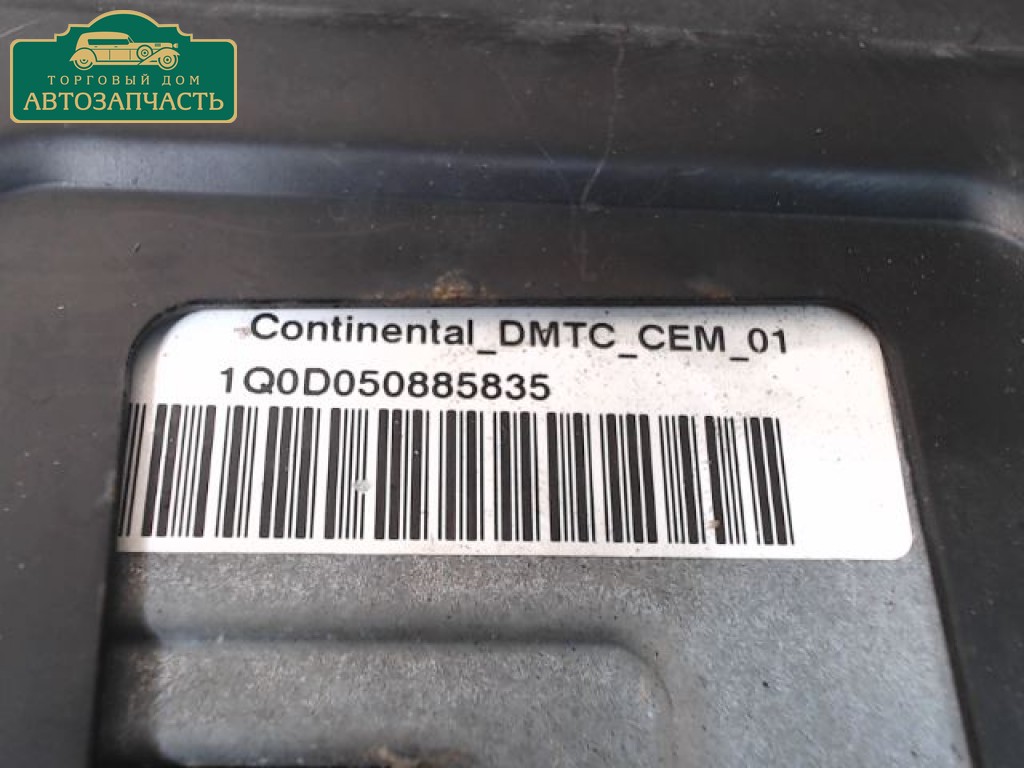 ТОРГОВЫЙ ДОМ
АВТОЗАПЧАСТЬ
Continental_DMTC_CEM_01
1Q0D050885835